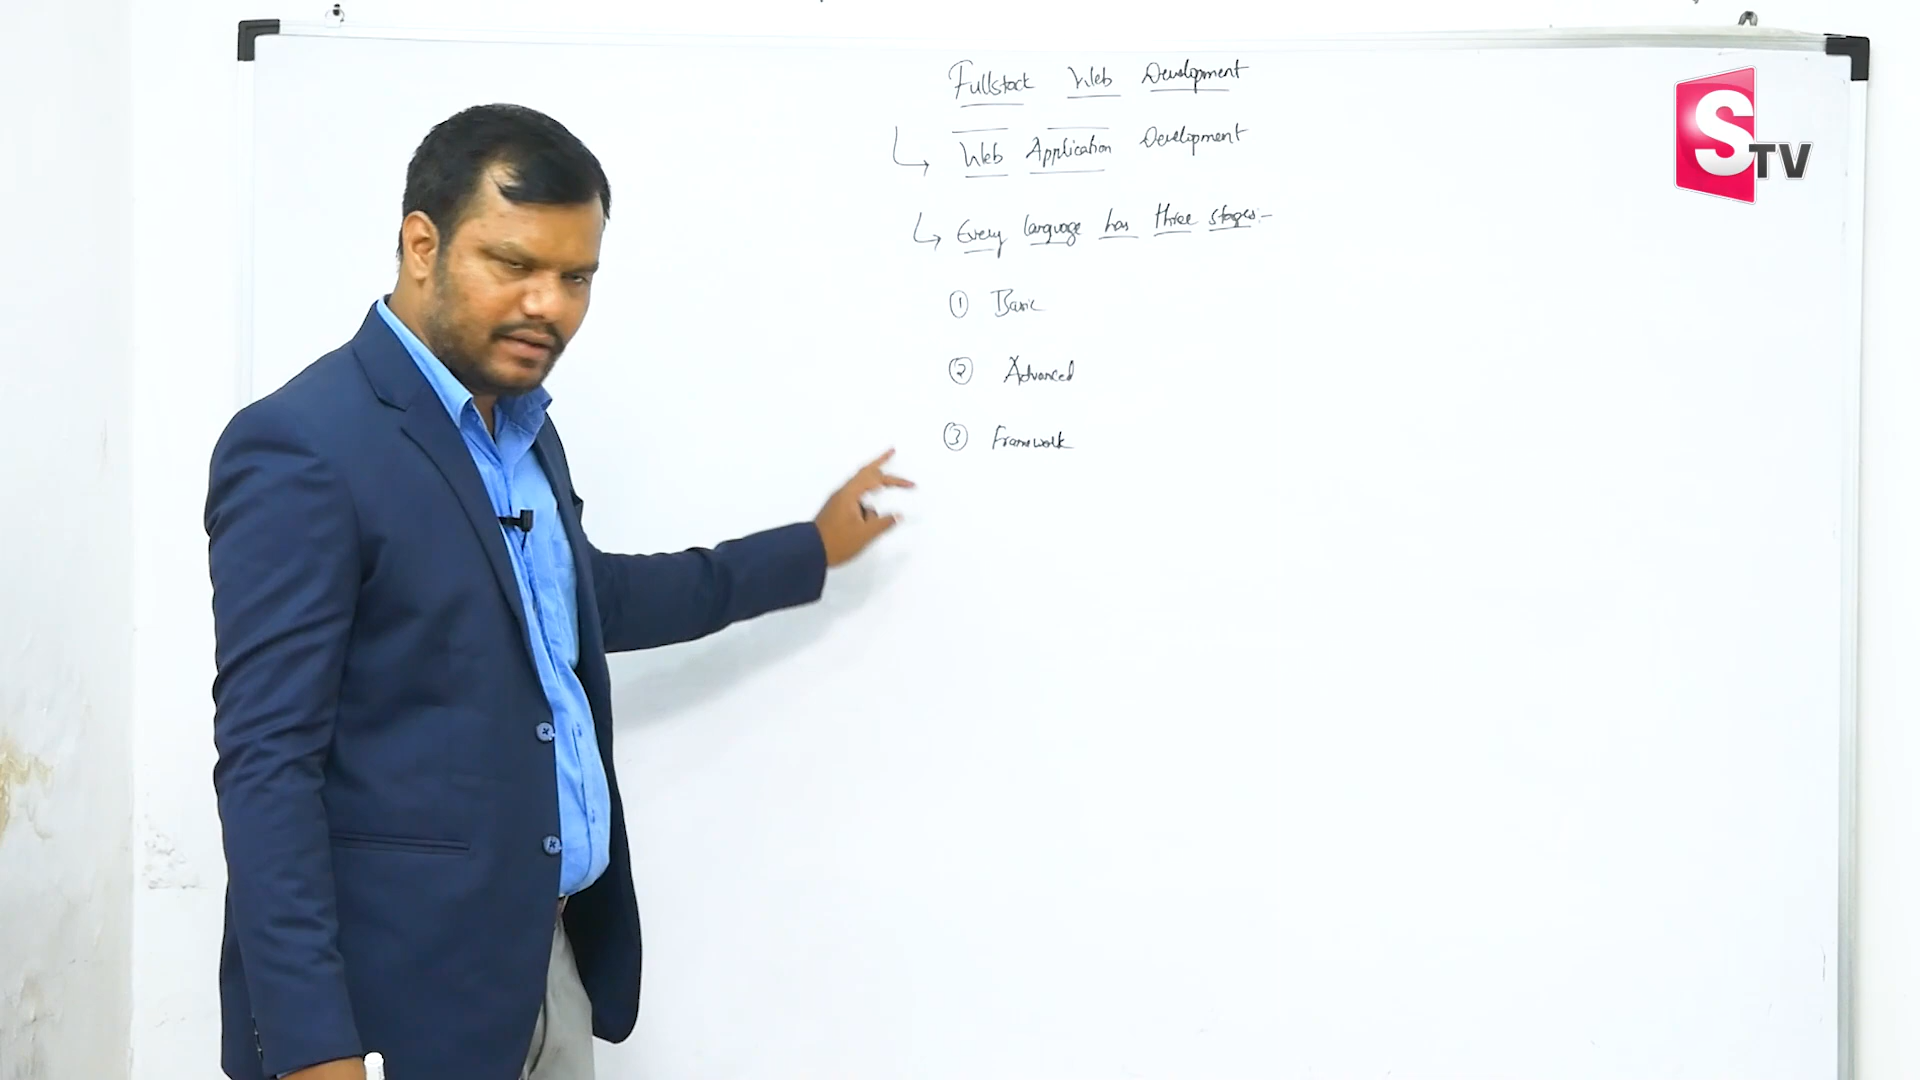 Fullstack Web Development
Web Application Development
Every language has three stages:-
① Basic
② Advanced
③ Framework
STV